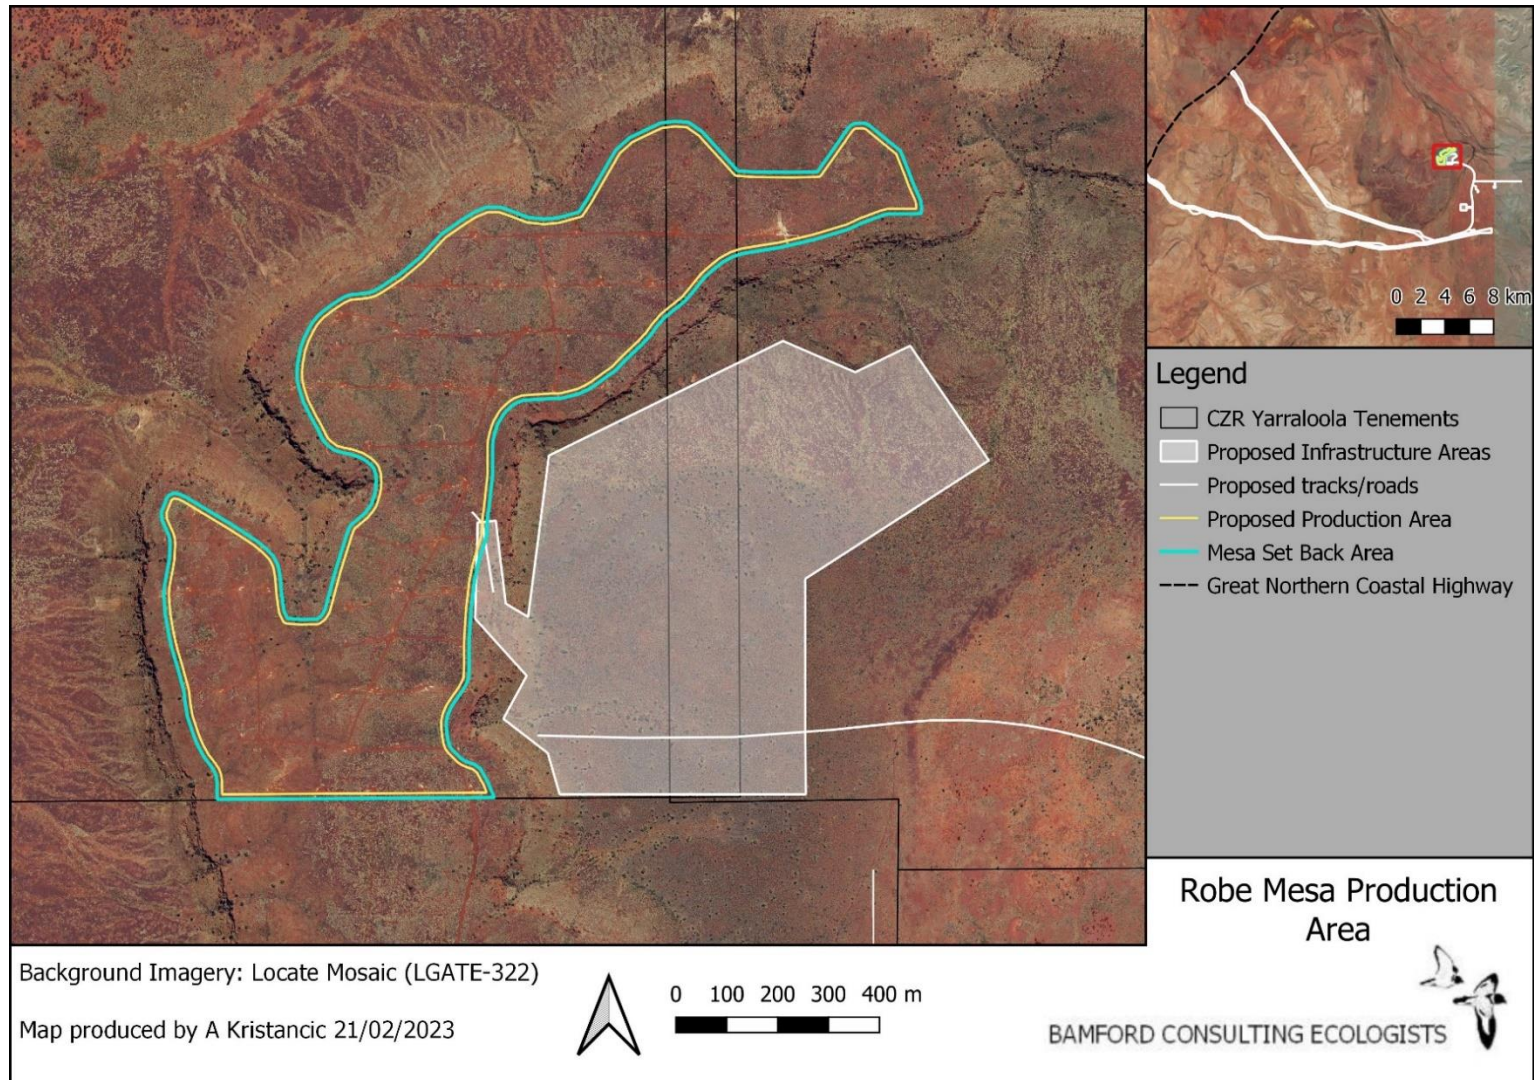 0 2 4 6 8 km
Legend
CZR Yarraloola Tenements
Proposed Infrastructure Areas
Proposed tracks/roads
Proposed Production Area
Mesa Set Back Area
Great Northern Coastal Highway
Robe Mesa Production
Area
Background Imagery: Locate Mosaic (LGATE-322)
Map produced by A Kristancic 21/02/2023
0 100 200 300 400 m
BAMFORD CONSULTING ECOLOGISTS